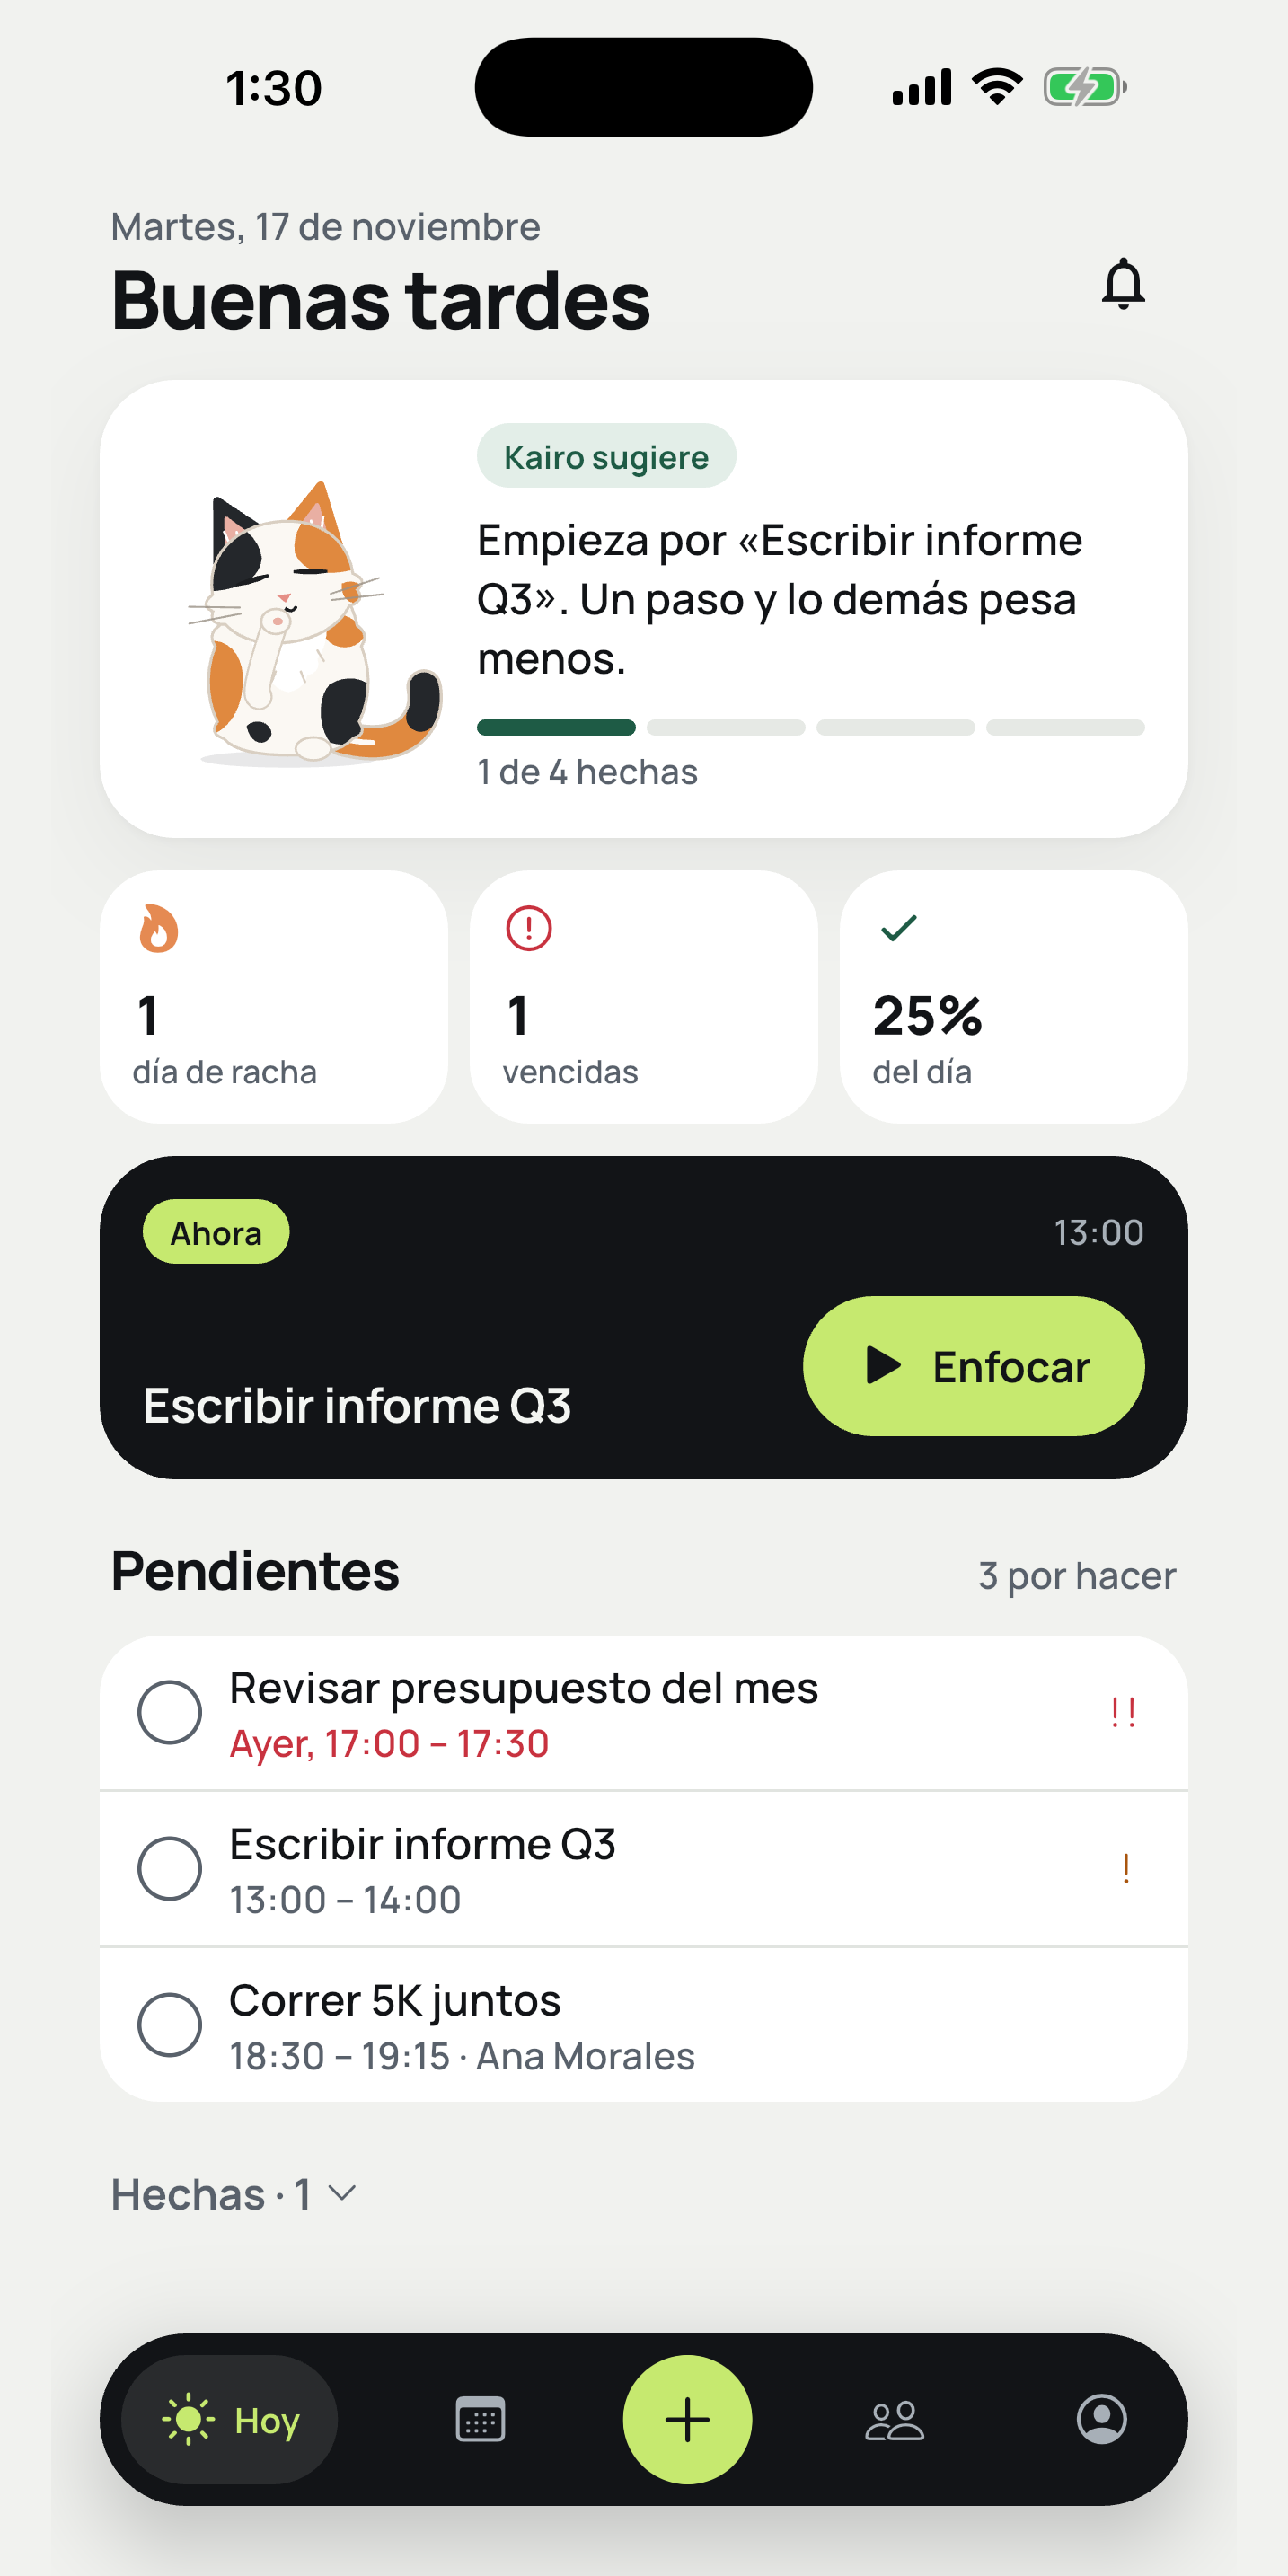 1:30
Martes, 17 de noviembre
Buenas tardes
Kairo sugiere
Empieza por «Escribir informe
Q3». Un paso y lo demás pesa
menos.
1 de 4 hechas
1
día de racha
1
vencidas
25%
del día
Ahora
13:00
Escribir informe Q3
Enfocar
Pendientes
3 por hacer
Revisar presupuesto del mes
Ayer, 17:00 – 17:30
!!
Escribir informe Q3
13:00 – 14:00
!
Correr 5K juntos
18:30 – 19:15 · Ana Morales
Hechas · 1
Hoy